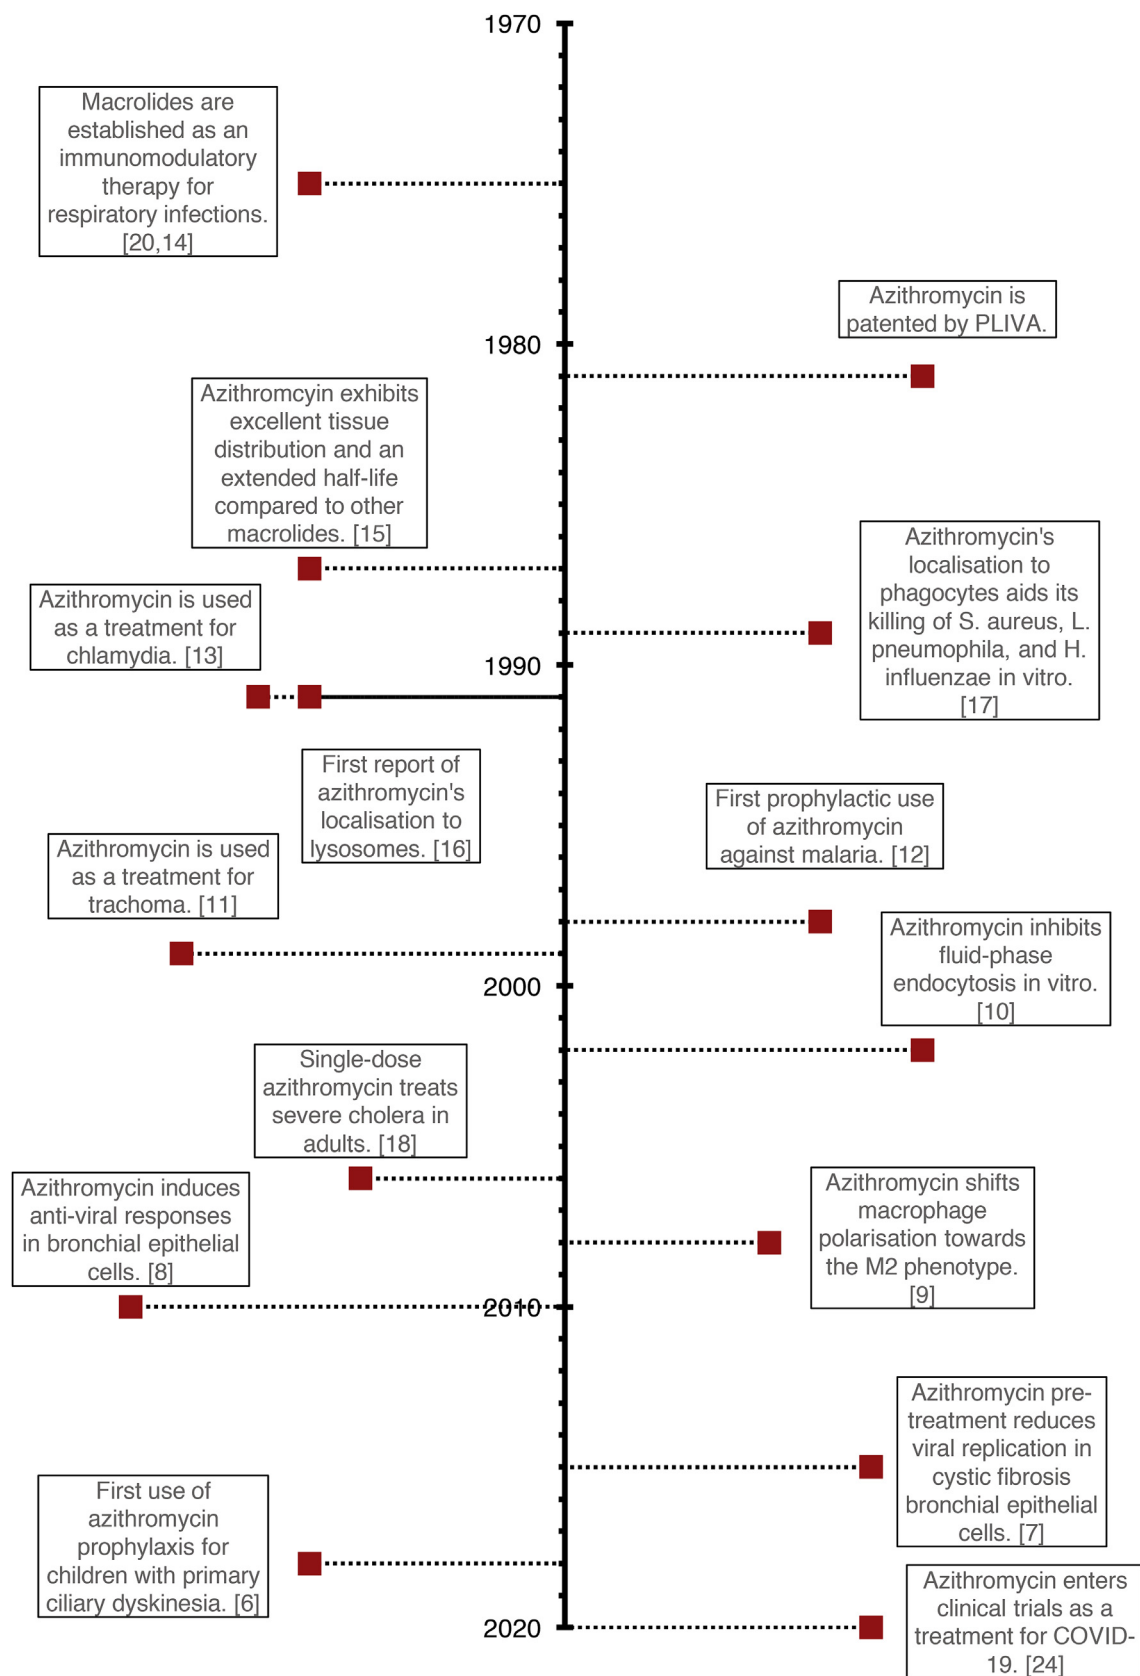 1970
Macrolides are
established as an
immunomodulatory
therapy for
respiratory infections.
[20,14]
Azithromycin is
patented by PLIVA.
1980
Azithromcyin exhibits
excellent tissue
distribution and an
extended half-life
compared to other
macrolides. [15]
Azithromycin's
localisation to
phagocytes aids its
killing of S. aureus, L.
pneumophila, and H.
influenzae in vitro.
[17]
Azithromycin is used
as a treatment for
chlamydia. [13]
1990
First report of
azithromycin's
localisation to
lysosomes. [16]
First prophylactic use
of azithromycin
against malaria. [12]
Azithromycin is used
as a treatment for
trachoma. [11]
Azithromycin inhibits
fluid-phase
endocytosis in vitro.
[10]
2000
Single-dose
azithromycin treats
severe cholera in
adults. [18]
Azithromycin induces
anti-viral responses
in bronchial epithelial
cells. [8]
Azithromycin shifts
macrophage
polarisation towards
the M2 phenotype.
[9]
2010
Azithromycin pre-
treatment reduces
viral replication in
cystic fibrosis
bronchial epithelial
cells. [7]
First use of
azithromycin
prophylaxis for
children with primary
ciliary dyskinesia. [6]
Azithromycin enters
clinical trials as a
treatment for COVID-
19. [24]
2020